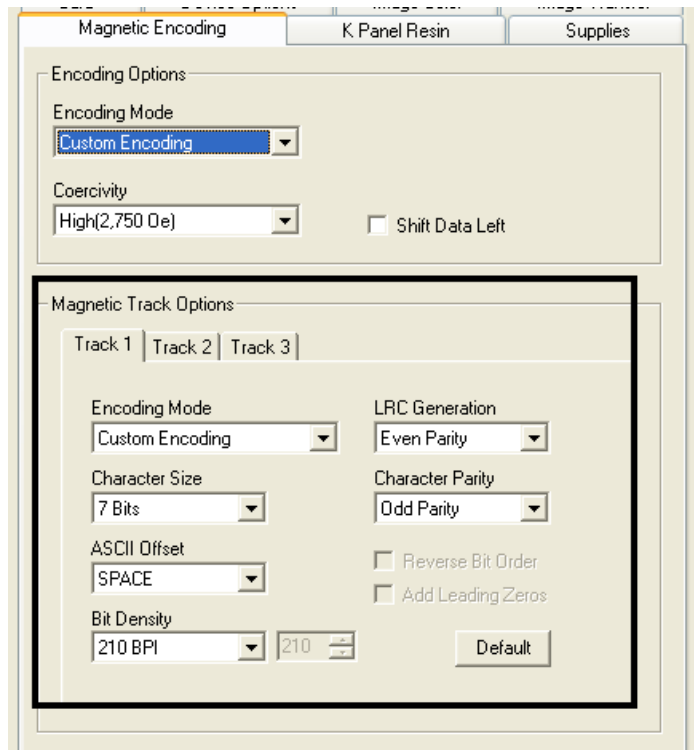 Magnetic Encoding K Panel Resin Supplies
Encoding Options
Encoding Mode
Custom Encoding
Coercivity
High(2,750 Oe) Shift Data Left
Magnetic Track Options
Track 1 Track 2 Track 3
Encoding Mode LRC Generation
Custom Encoding Even Parity
Character Size Character Parity
7 Bits Odd Parity
ASCII Offset Reverse Bit Order
SPACE Add Leading Zeros
Bit Density
210 BPI 210 Default